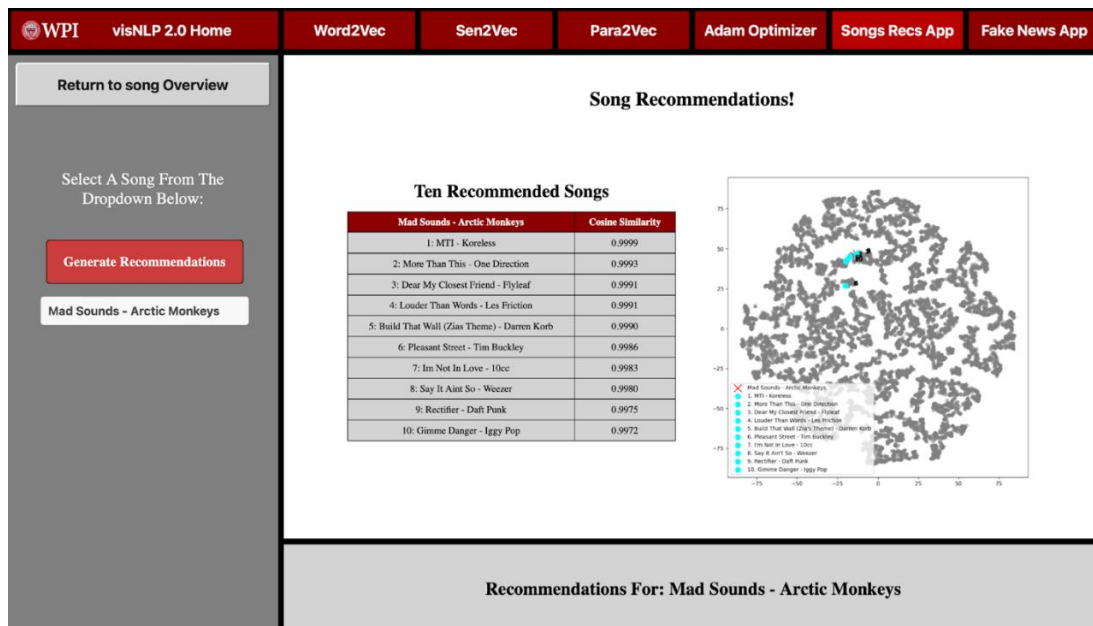 WPI
visNLP 2.0 Home
Word2Vec
Sen2Vec
Para2Vec
Adam Optimizer
Songs Recs App
Fake News App
Return to song Overview
Select A Song From The
Dropdown Below:
Generate Recommendations
Mad Sounds - Arctic Monkeys
Song Recommendations!
Ten Recommended Songs
Mad Sounds - Arctic Monkeys Cosine Similarity
1: MTI - Koreless 0.9999
2: More Than This - One Direction 0.9993
3: Dear My Closest Friend - Flyleaf 0.9991
4: Louder Than Words - Les Friction 0.9991
5: Build That Wall (Zias Theme) - Darren Korb 0.9990
6: Pleasant Street - Tim Buckley 0.9986
7: Im Not In Love - 10cc 0.9983
8: Say It Aint So - Weezer 0.9980
9: Rectifier - Daft Punk 0.9975
10: Gimme Danger - Iggy Pop 0.9972
75
50
25
0
−25
−50
−75
Mad Sounds - Arctic Monkeys
1. MTI - Koreless
2. More Than This - One Direction
3. Dear My Closest Friend - Flyleaf
4. Louder Than Words - Les Friction
5. Build That Wall (Zia's Theme) - Darren Korb
6. Pleasant Street - Tim Buckley
7. I'm Not In Love - 10cc
8. Say It Ain't So - Weezer
9. Rectifier - Daft Punk
10. Gimme Danger - Iggy Pop
−75 −50 −25 0 25 50 75
Recommendations For: Mad Sounds - Arctic Monkeys